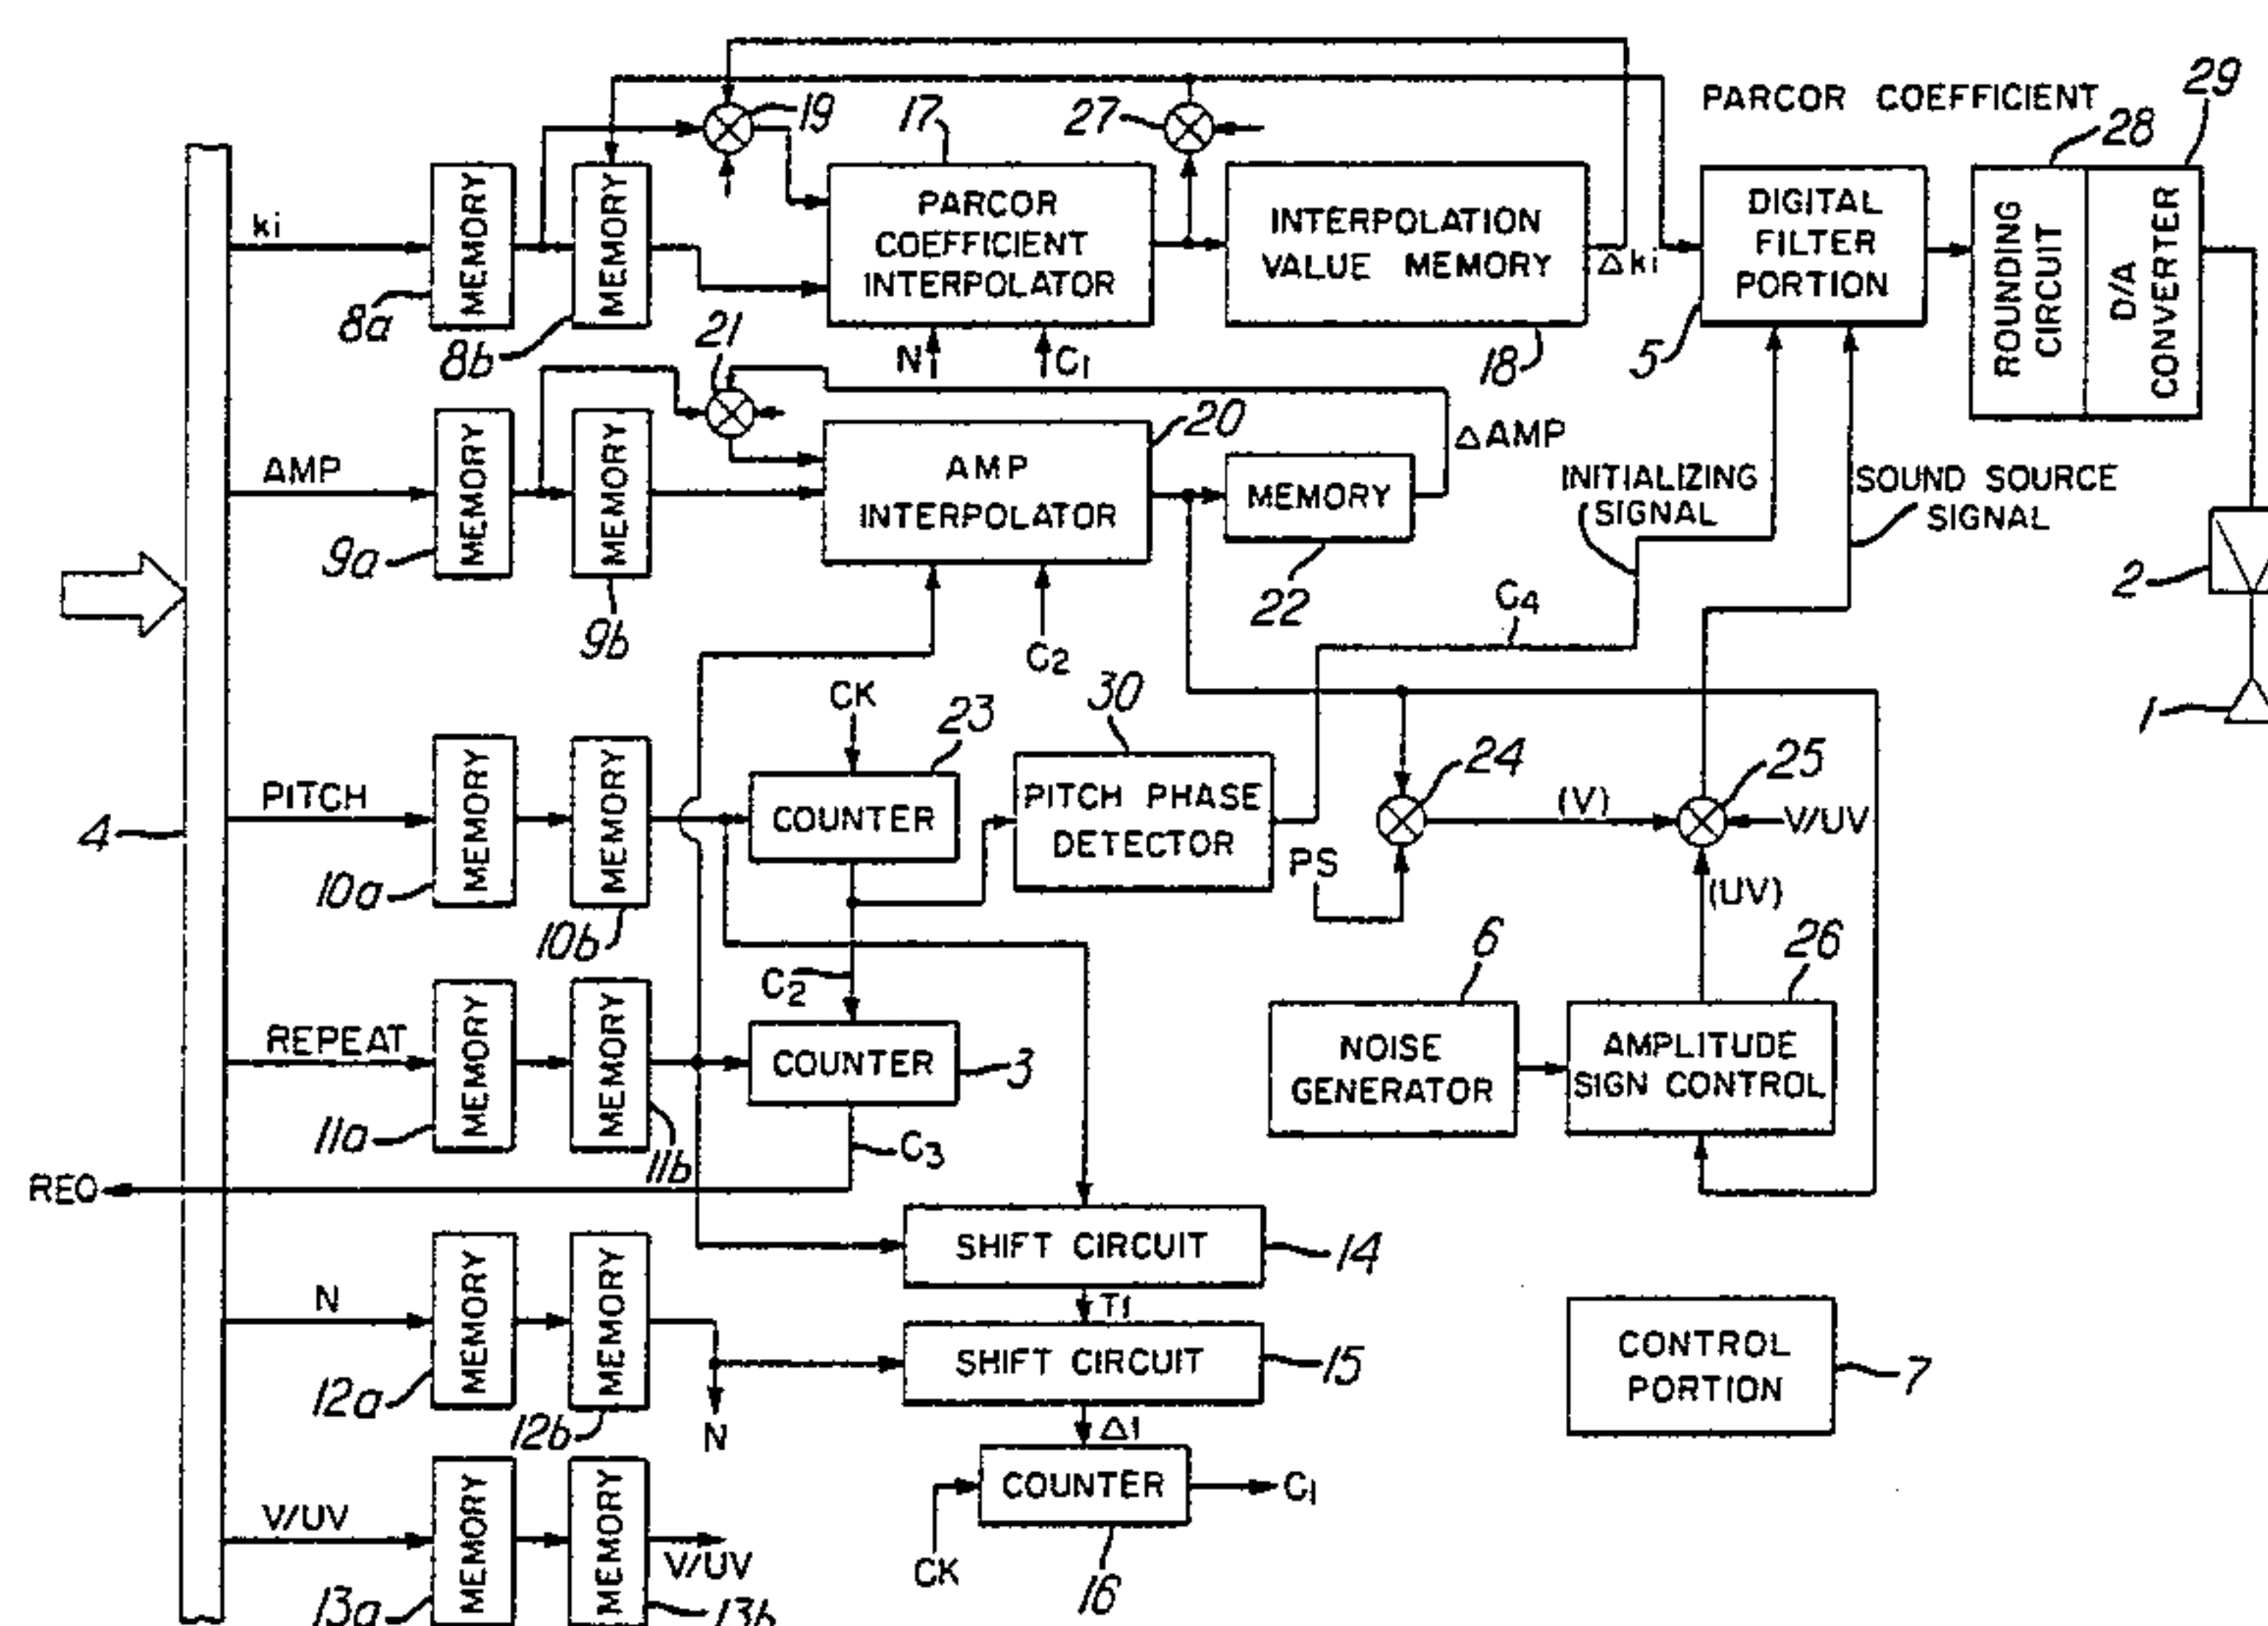 PARCOR COEFFICIENT
29
28
19
17
27
ki
MEMORY
MEMORY
PARCOR
COEFFICIENT
INTERPOLATOR
INTERPOLATION
VALUE MEMORY
Δki
DIGITAL
FILTER
PORTION
ROUNDING
CIRCUIT
D/A
CONVERTER
8a
8b
21
N
C1
18
5
AMP
MEMORY
MEMORY
AMP
INTERPOLATOR
20
ΔAMP
MEMORY
22
INITIALIZING
SIGNAL
SOUND SOURCE
SIGNAL
9a
9b
C2
C4
2
1
CK
23
30
PITCH
MEMORY
MEMORY
COUNTER
PITCH PHASE
DETECTOR
24
25
(V)
V/UV
PS
(UV)
4
10a
10b
C2
6
26
REPEAT
MEMORY
MEMORY
COUNTER
3
NOISE
GENERATOR
AMPLITUDE
SIGN CONTROL
11a
11b
C3
REQ
SHIFT CIRCUIT
14
T1
N
MEMORY
MEMORY
SHIFT CIRCUIT
15
CONTROL
PORTION
7
12a
12b
N
Δ1
COUNTER
C1
V/UV
MEMORY
MEMORY
V/UV
CK
16
13a
13b